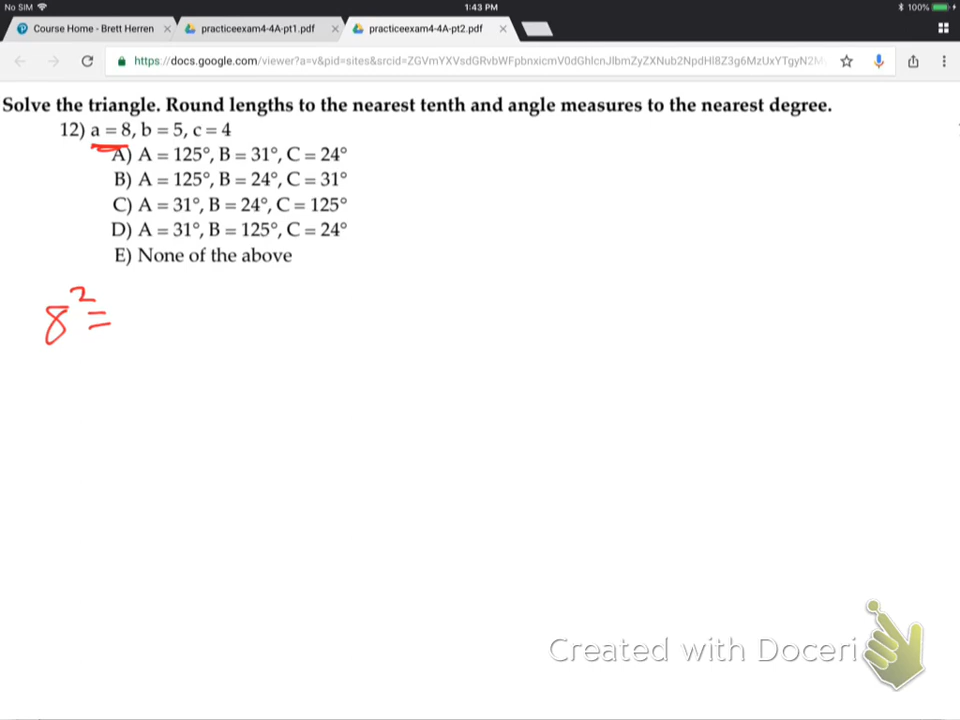 No SIM 1:43 PM 100%
Course Home - Brett Herren practiceexam4-4A-pt1.pdf practiceexam4-4A-pt2.pdf
Solve the triangle. Round lengths to the nearest tenth and angle measures to the nearest degree.
12) a = 8, b = 5, c = 4
A) A = 125°, B = 31°, C = 24°
B) A = 125°, B = 24°, C = 31°
C) A = 31°, B = 24°, C = 125°
D) A = 31°, B = 125°, C = 24°
E) None of the above
8² =
Created with Doceri